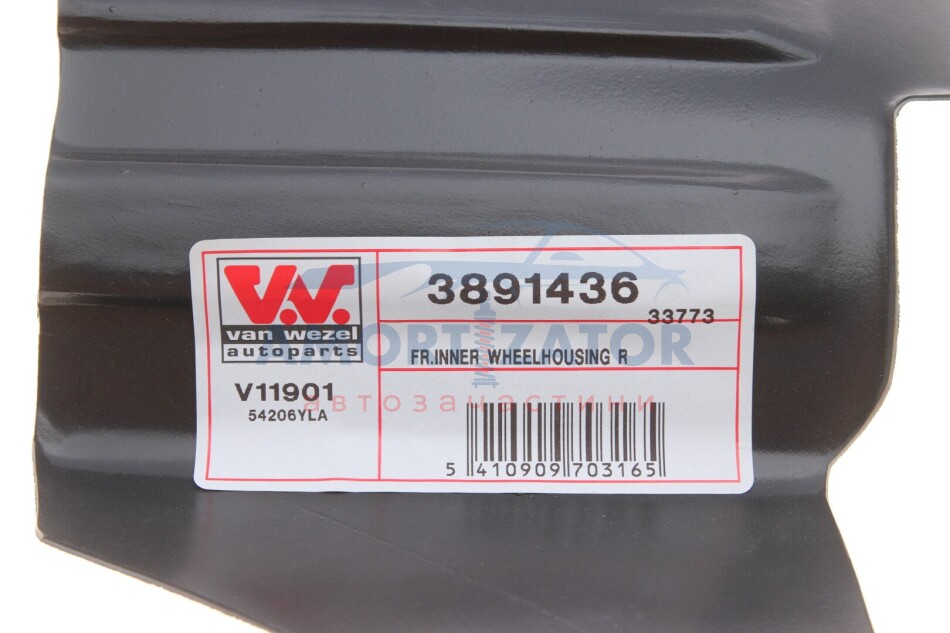 V.V.
van wezel
autoparts
V11901
54206YLA
3891436
33773
FR.INNER WHEELHOUSING R
5 410909 703165
AMORTIZATOR
автозапчастини